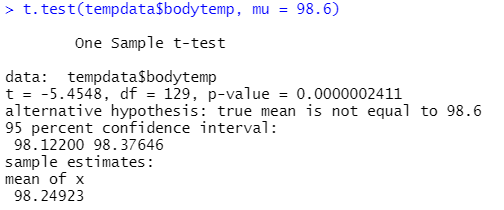 > t.test(tempdata$bodytemp, mu = 98.6)
One Sample t-test
data:  tempdata$bodytemp
t = -5.4548, df = 129, p-value = 0.0000002411
alternative hypothesis: true mean is not equal to 98.6
95 percent confidence interval:
98.12200 98.37646
sample estimates:
mean of x
98.24923